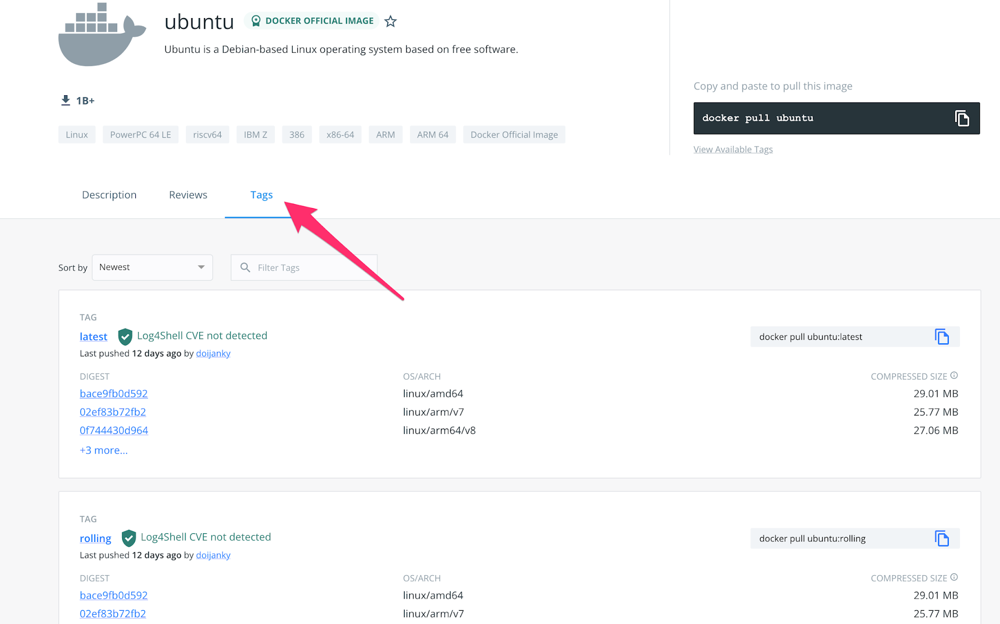 ubuntu
DOCKER OFFICIAL IMAGE
Ubuntu is a Debian-based Linux operating system based on free software.
1B+
Linux PowerPC 64 LE riscv64 IBM Z 386 x86-64 ARM ARM 64 Docker Official Image
Copy and paste to pull this image
docker pull ubuntu
View Available Tags
Description Reviews Tags
Sort by Newest Filter Tags
TAG
latest Log4Shell CVE not detected
docker pull ubuntu:latest
Last pushed 12 days ago by doijanky
DIGEST OS/ARCH COMPRESSED SIZE
bace9fb0d592 linux/amd64 29.01 MB
02ef83b72fb2 linux/arm/v7 25.77 MB
0f744430d964 linux/arm64/v8 27.06 MB
+3 more...
TAG
rolling Log4Shell CVE not detected
docker pull ubuntu:rolling
Last pushed 12 days ago by doijanky
DIGEST OS/ARCH COMPRESSED SIZE
bace9fb0d592 linux/amd64 29.01 MB
02ef83b72fb2 linux/arm/v7 25.77 MB